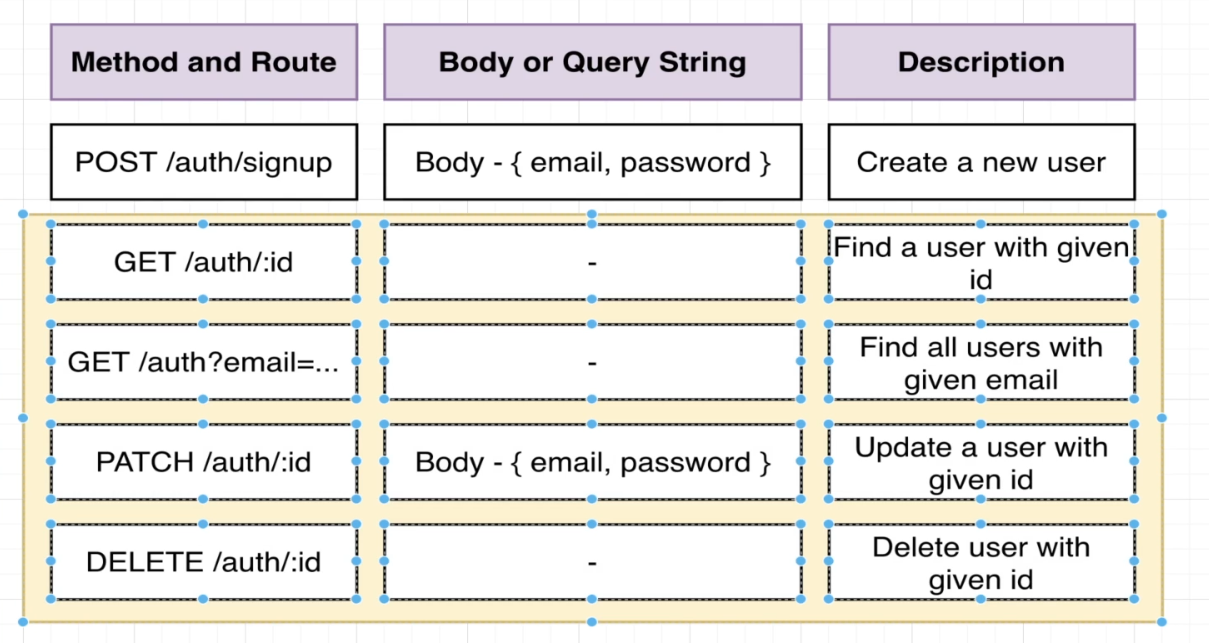 Method and Route
Body or Query String
Description
POST /auth/signup
Body - { email, password }
Create a new user
GET /auth/:id
-
Find a user with given
id
GET /auth?email=...
-
Find all users with
given email
PATCH /auth/:id
Body - { email, password }
Update a user with
given id
DELETE /auth/:id
-
Delete user with
given id